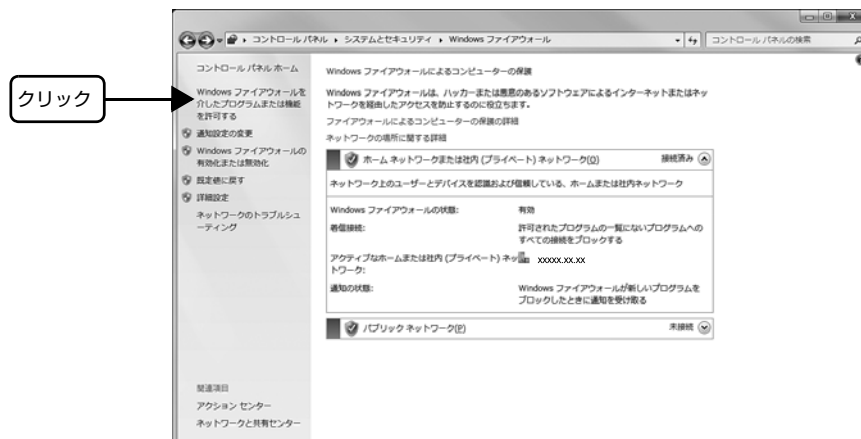 コントロール パネル ▸ システムとセキュリティ ▸ Windows ファイアウォール
コントロール パネルの検索
クリック
コントロール パネル ホーム
Windows ファイアウォールを
介したプログラムまたは機能
を許可する
通知設定の変更
Windows ファイアウォールの
有効化または無効化
既定値に戻す
詳細設定
ネットワークのトラブルシュ
ーティング
Windows ファイアウォールによるコンピューターの保護
Windows ファイアウォールは、ハッカーまたは悪意のあるソフトウェアによるインターネットまたはネッ
トワークを経由したアクセスを防止するのに役立ちます。
ファイアウォールによるコンピューターの保護の詳細
ネットワークの場所に関する詳細
ホーム ネットワークまたは社内 (プライベート) ネットワーク(O) 接続済み
ネットワーク上のユーザーとデバイスを認識および信頼している、ホームまたは社内ネットワーク
Windows ファイアウォールの状態: 有効
着信接続: 許可されたプログラムの一覧にないプログラムへの
すべての接続をブロックする
アクティブなホームまたは社内 (プライベート) ネッ xxxxx.xx.xx
トワーク:
通知の状態: Windows ファイアウォールが新しいプログラムを
ブロックしたときに通知を受け取る
パブリック ネットワーク(P) 未接続
関連項目
アクション センター
ネットワークと共有センター